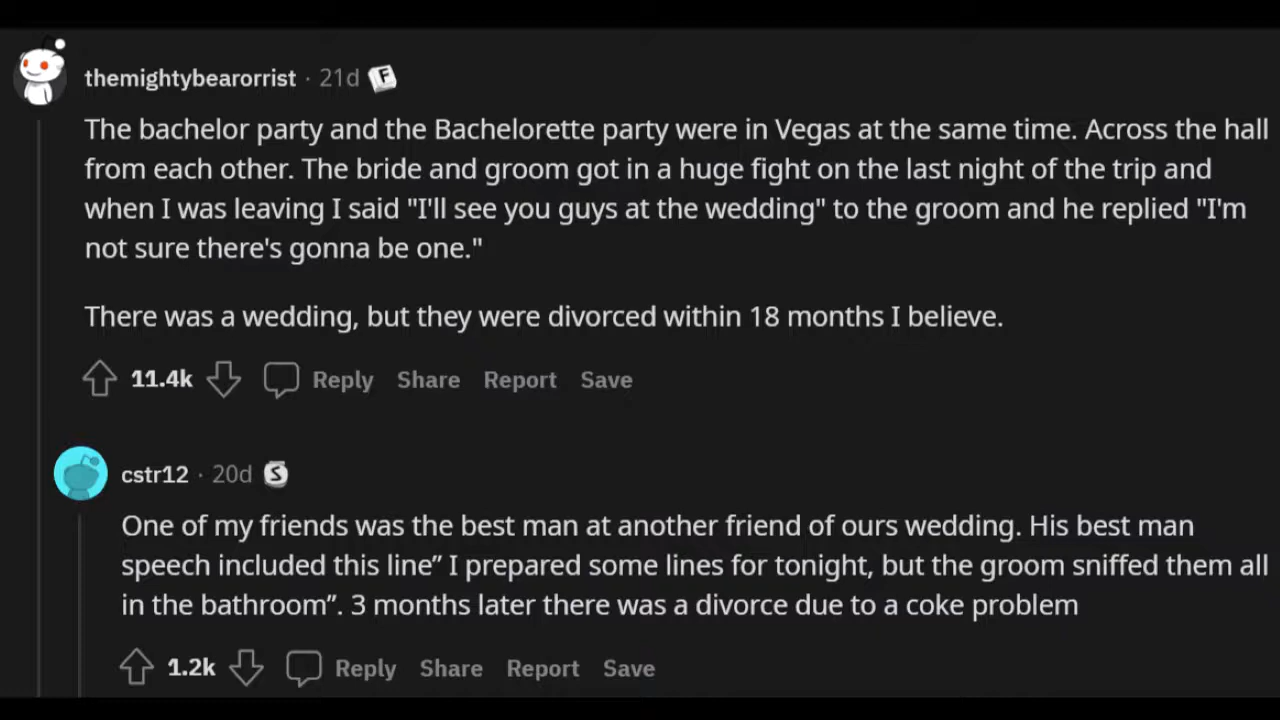 themightybearorrist · 21d F
The bachelor party and the Bachelorette party were in Vegas at the same time. Across the hall
from each other. The bride and groom got in a huge fight on the last night of the trip and
when I was leaving I said "I'll see you guys at the wedding" to the groom and he replied "I'm
not sure there's gonna be one."
There was a wedding, but they were divorced within 18 months I believe.
11.4k Reply Share Report Save
cstr12 · 20d S
One of my friends was the best man at another friend of ours wedding. His best man
speech included this line” I prepared some lines for tonight, but the groom sniffed them all
in the bathroom”. 3 months later there was a divorce due to a coke problem
1.2k Reply Share Report Save